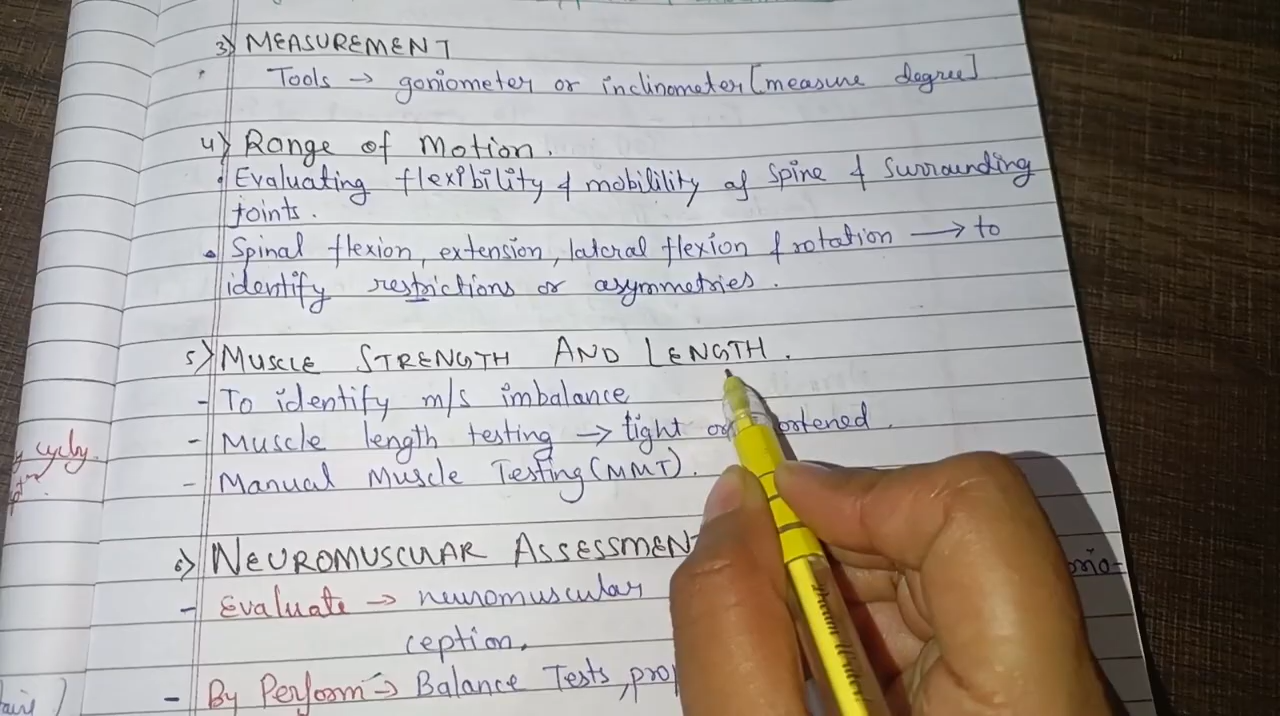 3) MEASUREMENT
Tools → goniometer or inclinometer [measure degree]
4) Range of Motion.
• Evaluating flexibility & mobility of spine & surrounding
joints.
• Spinal flexion, extension, lateral flexion & rotation → to
identify restrictions or asymmetries.
5) MUSCLE STRENGTH AND LENGTH.
- To identify m/s imbalance
- Muscle length testing → tight or
cycly.
- Manual Muscle Testing (MMT).
6) NEUROMUSCULAR ASSESSMENT
- Evaluate → neuromuscular
ception.
- By Perform → Balance Tests,